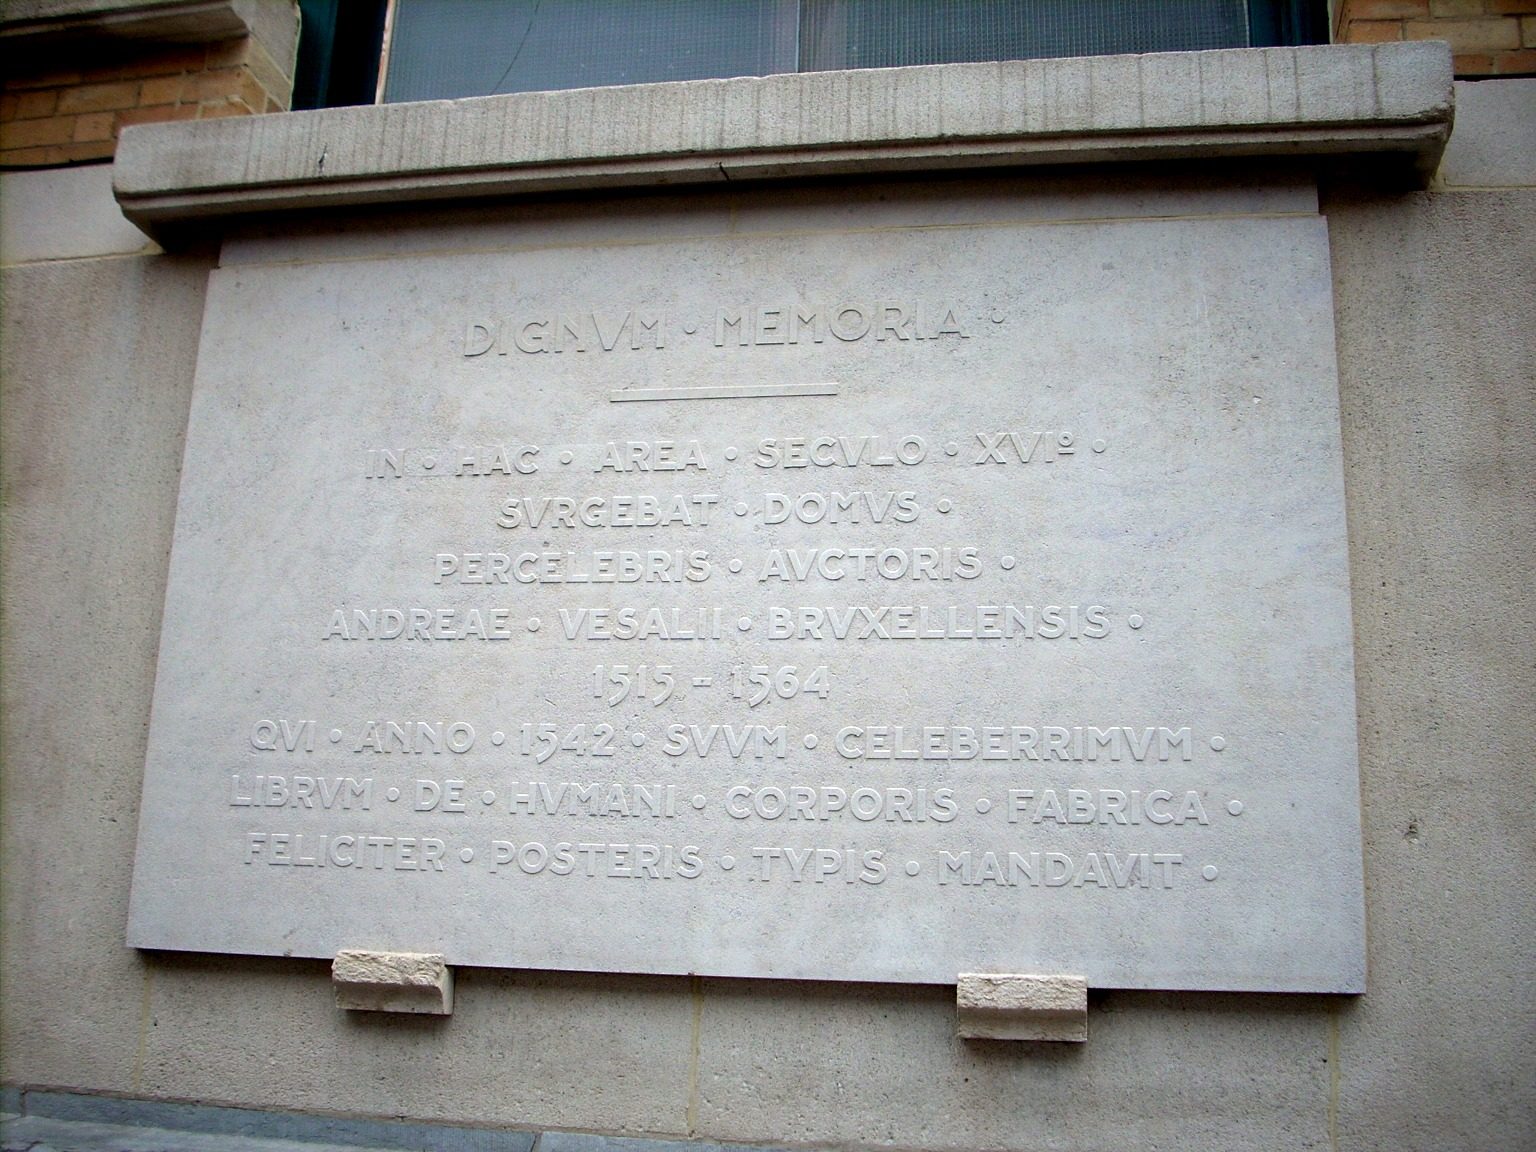 DIGNVM · MEMORIA ·
IN · HAC · AREA · SECVLO · XVIº ·
SVRGEBAT · DOMVS ·
PERCELEBRIS · AVCTORIS ·
ANDREAE · VESALII · BRVXELLENSIS ·
1515 - 1564
QVI · ANNO · 1542 · SVVM · CELEBERRIMVM ·
LIBRVM · DE · HVMANI · CORPORIS · FABRICA ·
FELICITER · POSTERIS · TYPIS · MANDAVIT ·